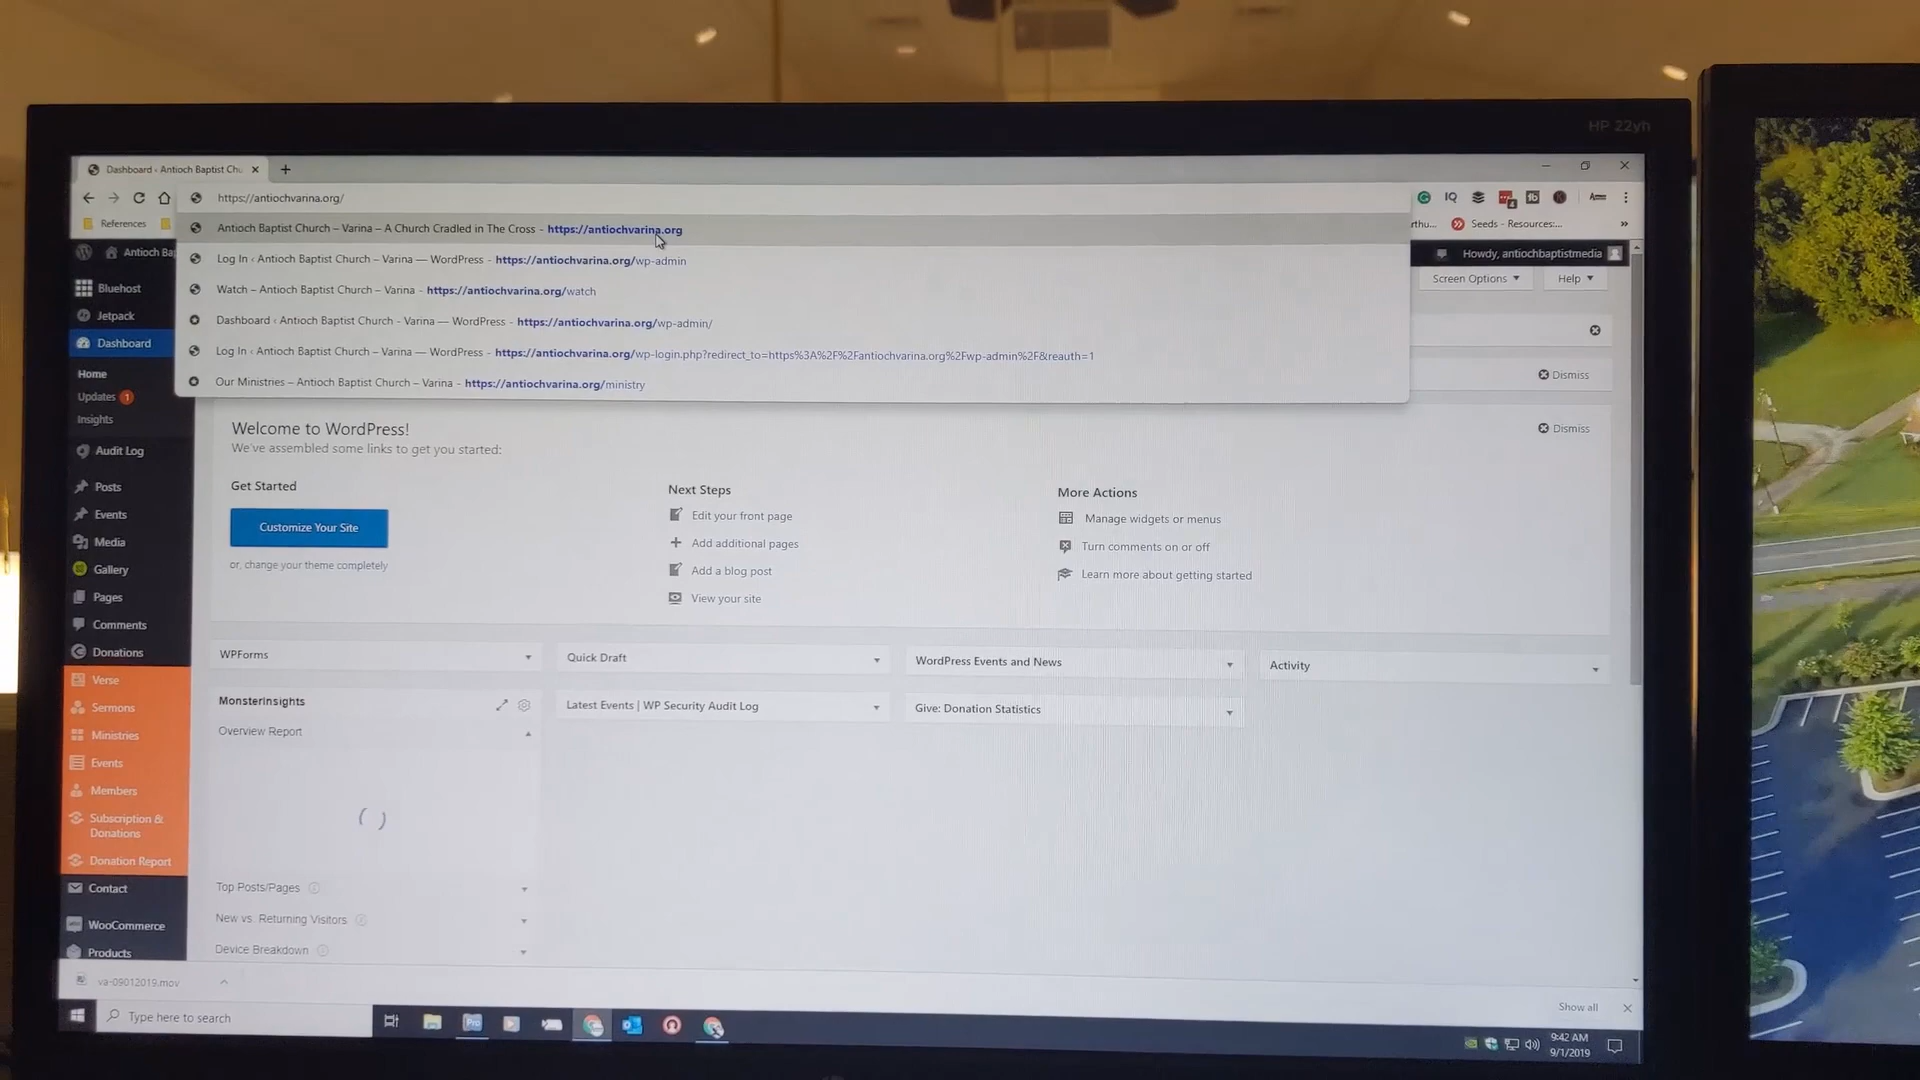 HP 22yh
Dashboard ‹ Antioch Baptist Chu
https://antiochvarina.org/
References
Antioch Baptist Church – Varina – A Church Cradled in The Cross - https://antiochvarina.org
Log In ‹ Antioch Baptist Church – Varina — WordPress - https://antiochvarina.org/wp-admin
Watch – Antioch Baptist Church – Varina - https://antiochvarina.org/watch
Dashboard ‹ Antioch Baptist Church - Varina — WordPress - https://antiochvarina.org/wp-admin/
Log In ‹ Antioch Baptist Church – Varina — WordPress - https://antiochvarina.org/wp-login.php?redirect_to=https%3A%2F%2Fantiochvarina.org%2Fwp-admin%2F&reauth=1
Our Ministries – Antioch Baptist Church – Varina - https://antiochvarina.org/ministry
IQ
rthu...
Seeds - Resources:...
»
Antioch Ba
Howdy, antiochbaptistmedia
Screen Options
Help
Dismiss
Bluehost
Jetpack
Dashboard
Home
Updates 1
Insights
Audit Log
Posts
Events
Media
Gallery
Pages
Comments
Donations
Verse
Sermons
Ministries
Events
Members
Subscription &
Donations
Donation Report
Contact
WooCommerce
Products
Welcome to WordPress!
Dismiss
We've assembled some links to get you started:
Get Started
Customize Your Site
or, change your theme completely
Next Steps
Edit your front page
Add additional pages
Add a blog post
View your site
More Actions
Manage widgets or menus
Turn comments on or off
Learn more about getting started
WPForms
Quick Draft
WordPress Events and News
Activity
MonsterInsights
Latest Events | WP Security Audit Log
Give: Donation Statistics
Overview Report
Top Posts/Pages
New vs. Returning Visitors
Device Breakdown
va-09012019.mov
Show all
Type here to search
Pro
9:42 AM
9/1/2019